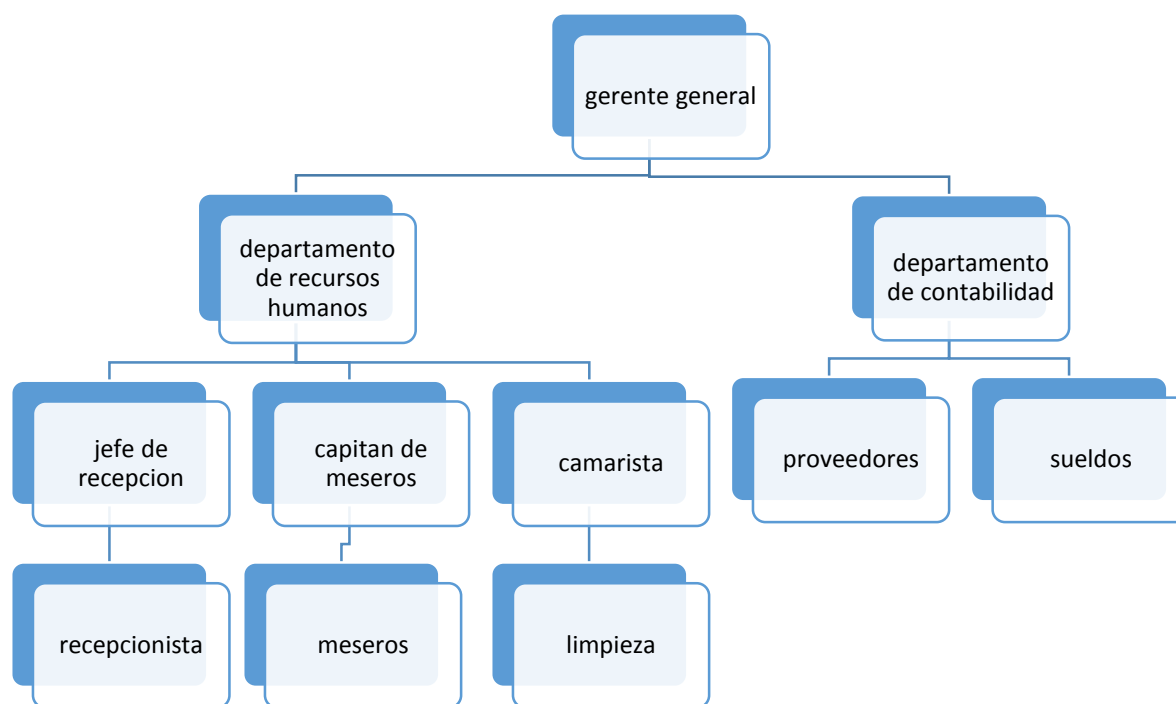 gerente general
departamento
de recursos
humanos
departamento
de contabilidad
jefe de
recepcion
capitan de
meseros
camarista
proveedores
sueldos
recepcionista
meseros
limpieza